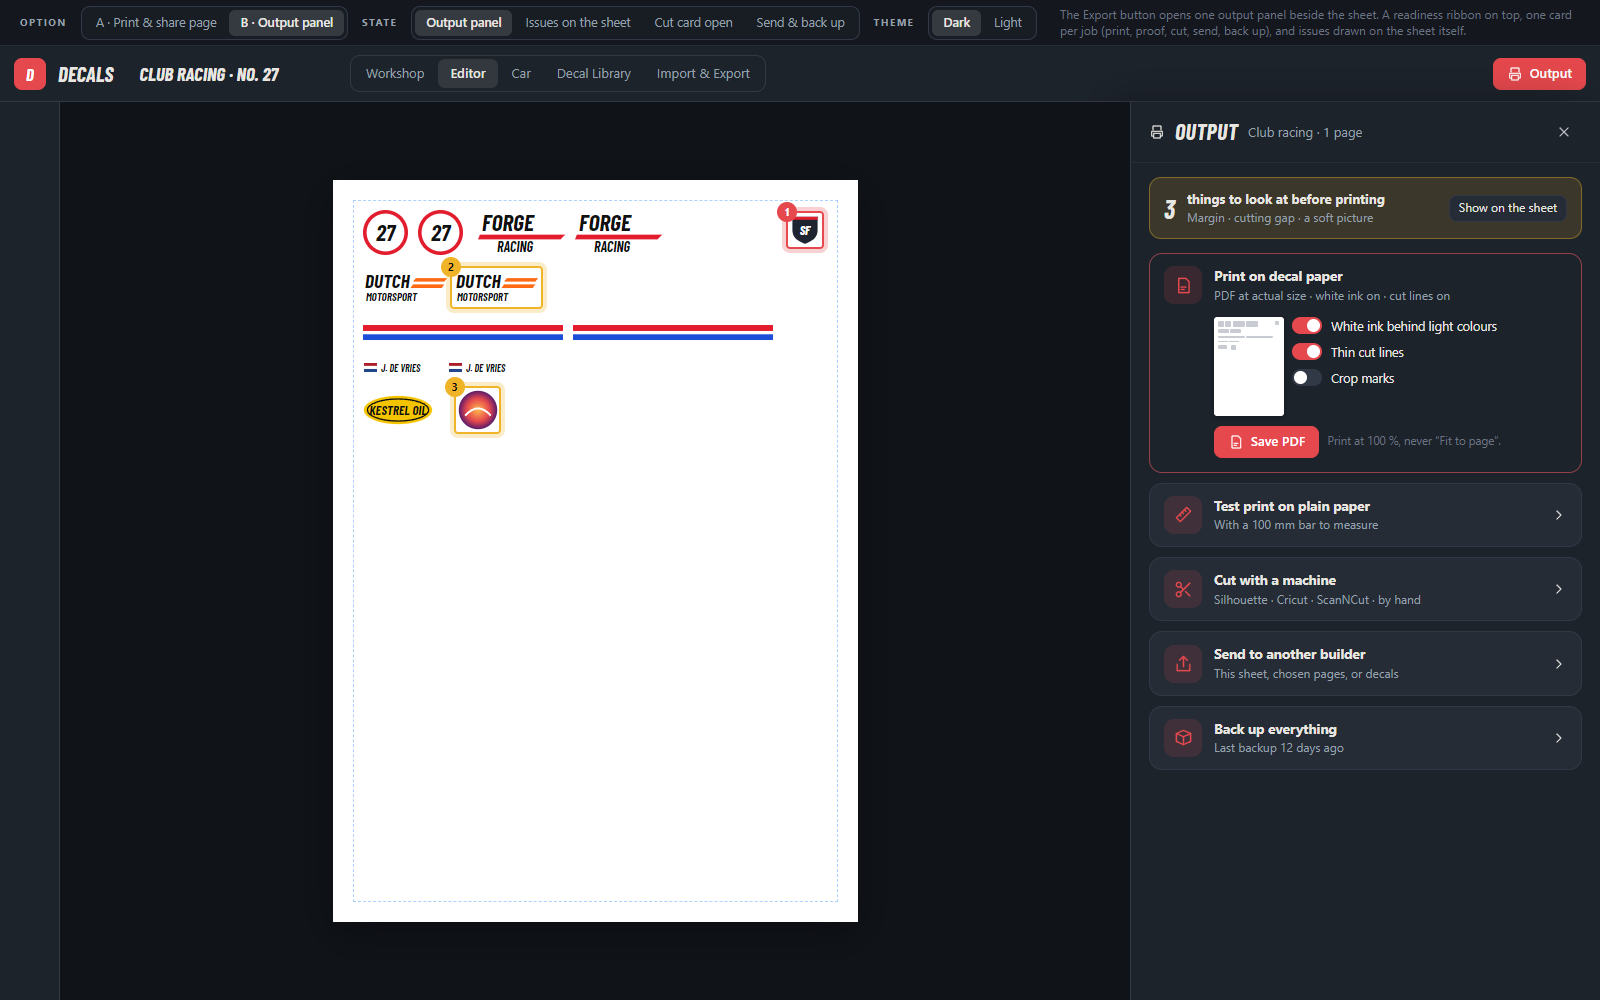 OPTION
A · Print & share page
B · Output panel
STATE
Output panel
Issues on the sheet
Cut card open
Send & back up
THEME
Dark
Light
The Export button opens one output panel beside the sheet. A readiness ribbon on top, one card
per job (print, proof, cut, send, back up), and issues drawn on the sheet itself.
D
DECALS
CLUB RACING · NO. 27
Workshop
Editor
Car
Decal Library
Import & Export
Output
27
27
FORGE
RACING
FORGE
RACING
1
SF
DUTCH
MOTORSPORT
2
DUTCH
MOTORSPORT
J. DE VRIES
J. DE VRIES
KESTREL OIL
3
OUTPUT
Club racing · 1 page
3
things to look at before printing
Margin · cutting gap · a soft picture
Show on the sheet
Print on decal paper
PDF at actual size · white ink on · cut lines on
White ink behind light colours
Thin cut lines
Crop marks
Save PDF
Print at 100 %, never “Fit to page”.
Test print on plain paper
With a 100 mm bar to measure
Cut with a machine
Silhouette · Cricut · ScanNCut · by hand
Send to another builder
This sheet, chosen pages, or decals
Back up everything
Last backup 12 days ago